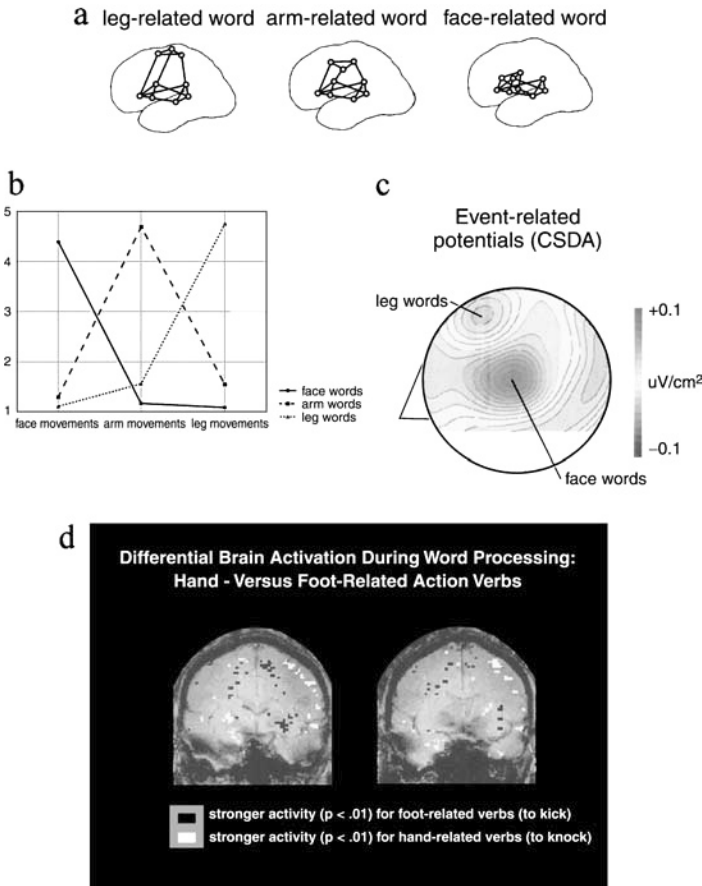 a
leg-related word arm-related word face-related word
b
5
4
3
2
1
face movements arm movements leg movements
face words
arm words
leg words
c
Event-related
potentials (CSDA)
leg words
+0.1
uV/cm²
−0.1
face words
d
Differential Brain Activation During Word Processing:
Hand - Versus Foot-Related Action Verbs
stronger activity (p < .01) for foot-related verbs (to kick)
stronger activity (p < .01) for hand-related verbs (to knock)